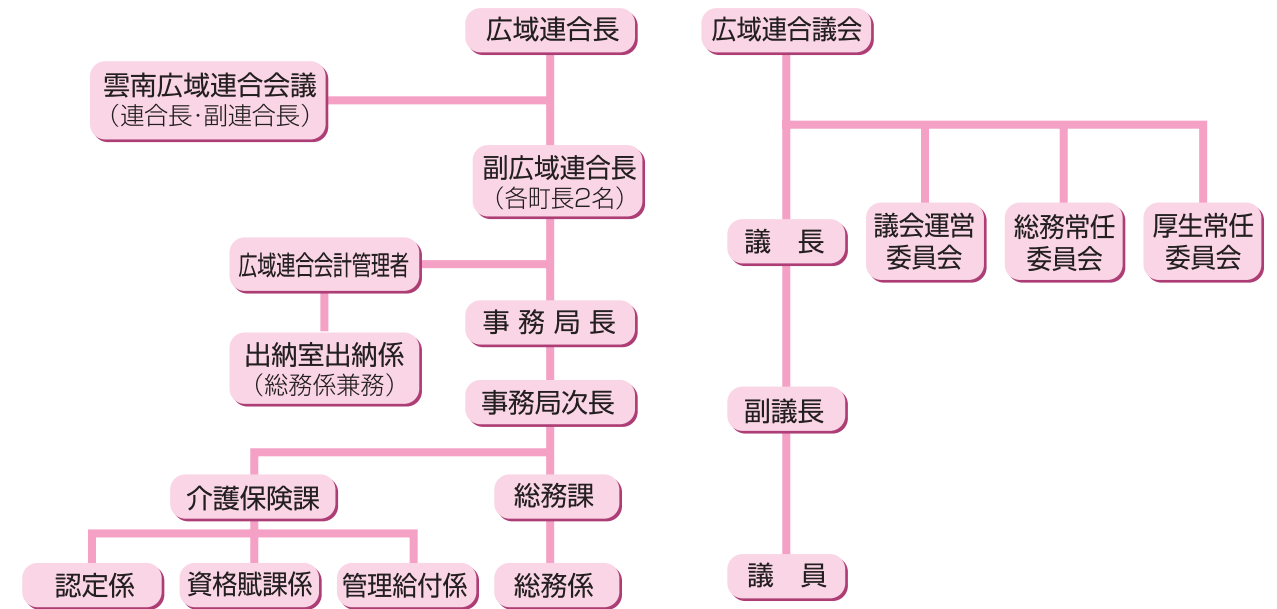 広域連合長
雲南広域連合会議
（連合長・副連合長）
副広域連合長
（各町長2名）
広域連合会計管理者
出納室出納係
（総務係兼務）
事務局長
事務局次長
介護保険課
総務課
認定係
資格賦課係
管理給付係
総務係
広域連合議会
議　長
議会運営
委員会
総務常任
委員会
厚生常任
委員会
副議長
議　員